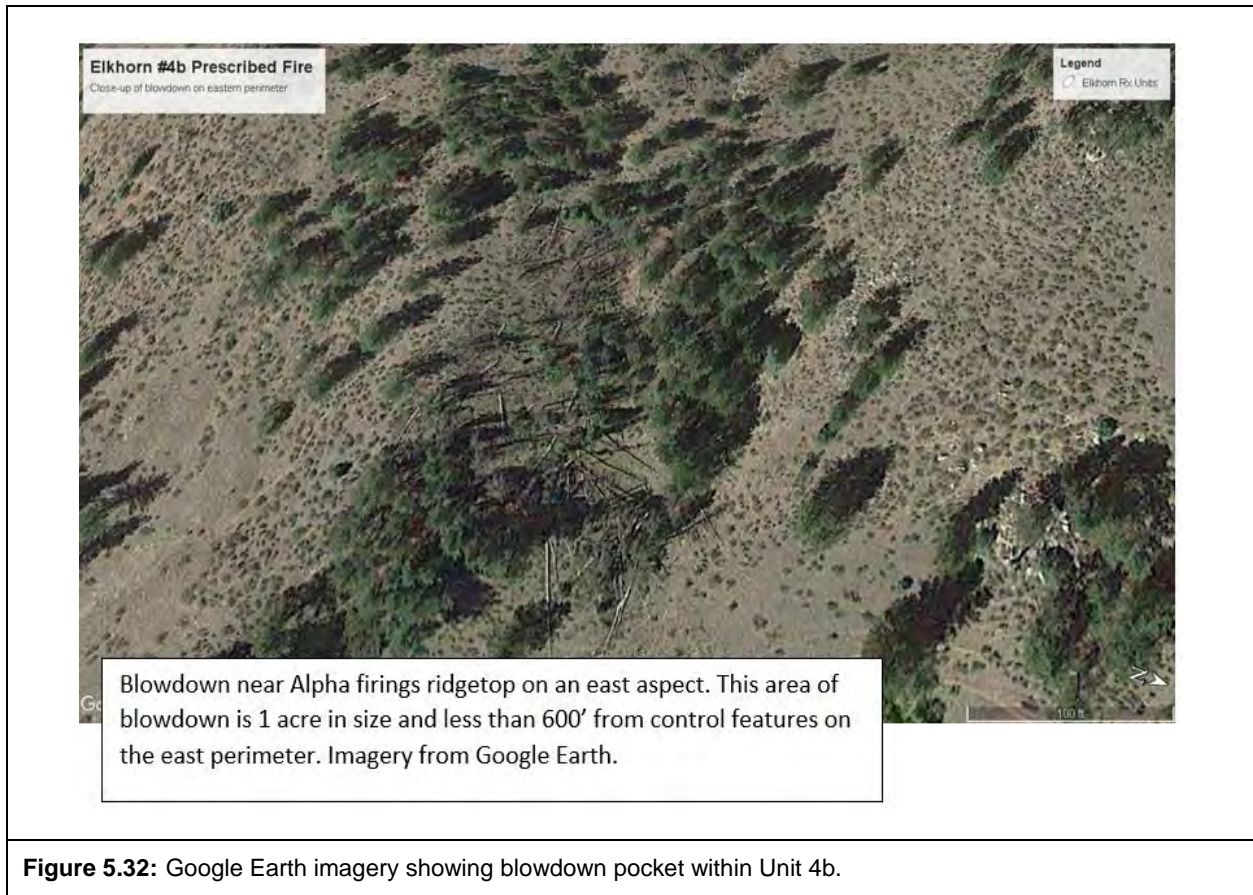 Elkhorn #4b Prescribed Fire
Close-up of blowdown on eastern perimeter
Legend
Elkhorn Rx Units
100 ft
Blowdown near Alpha firings ridgetop on an east aspect. This area of
blowdown is 1 acre in size and less than 600’ from control features on
the east perimeter. Imagery from Google Earth.
Figure 5.32: Google Earth imagery showing blowdown pocket within Unit 4b.